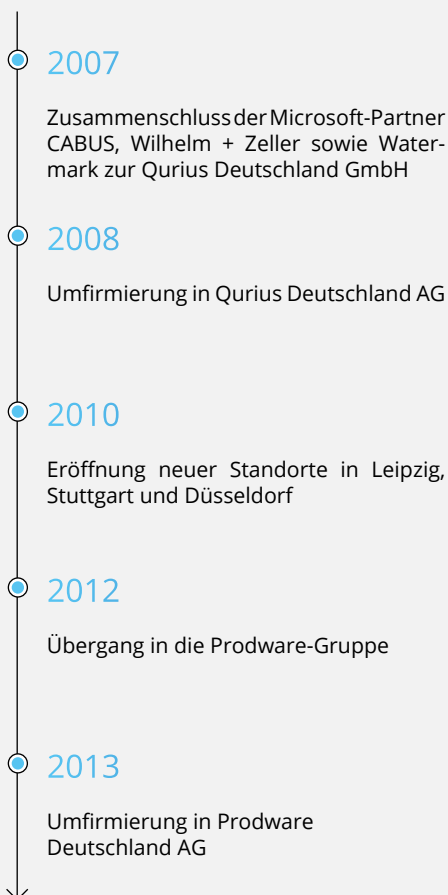 2007
Zusammenschluss der Microsoft-Partner
CABUS, Wilhelm + Zeller sowie Water-
mark zur Qurius Deutschland GmbH
2008
Umfirmierung in Qurius Deutschland AG
2010
Eröffnung neuer Standorte in Leipzig,
Stuttgart und Düsseldorf
2012
Übergang in die Prodware-Gruppe
2013
Umfirmierung in Prodware
Deutschland AG